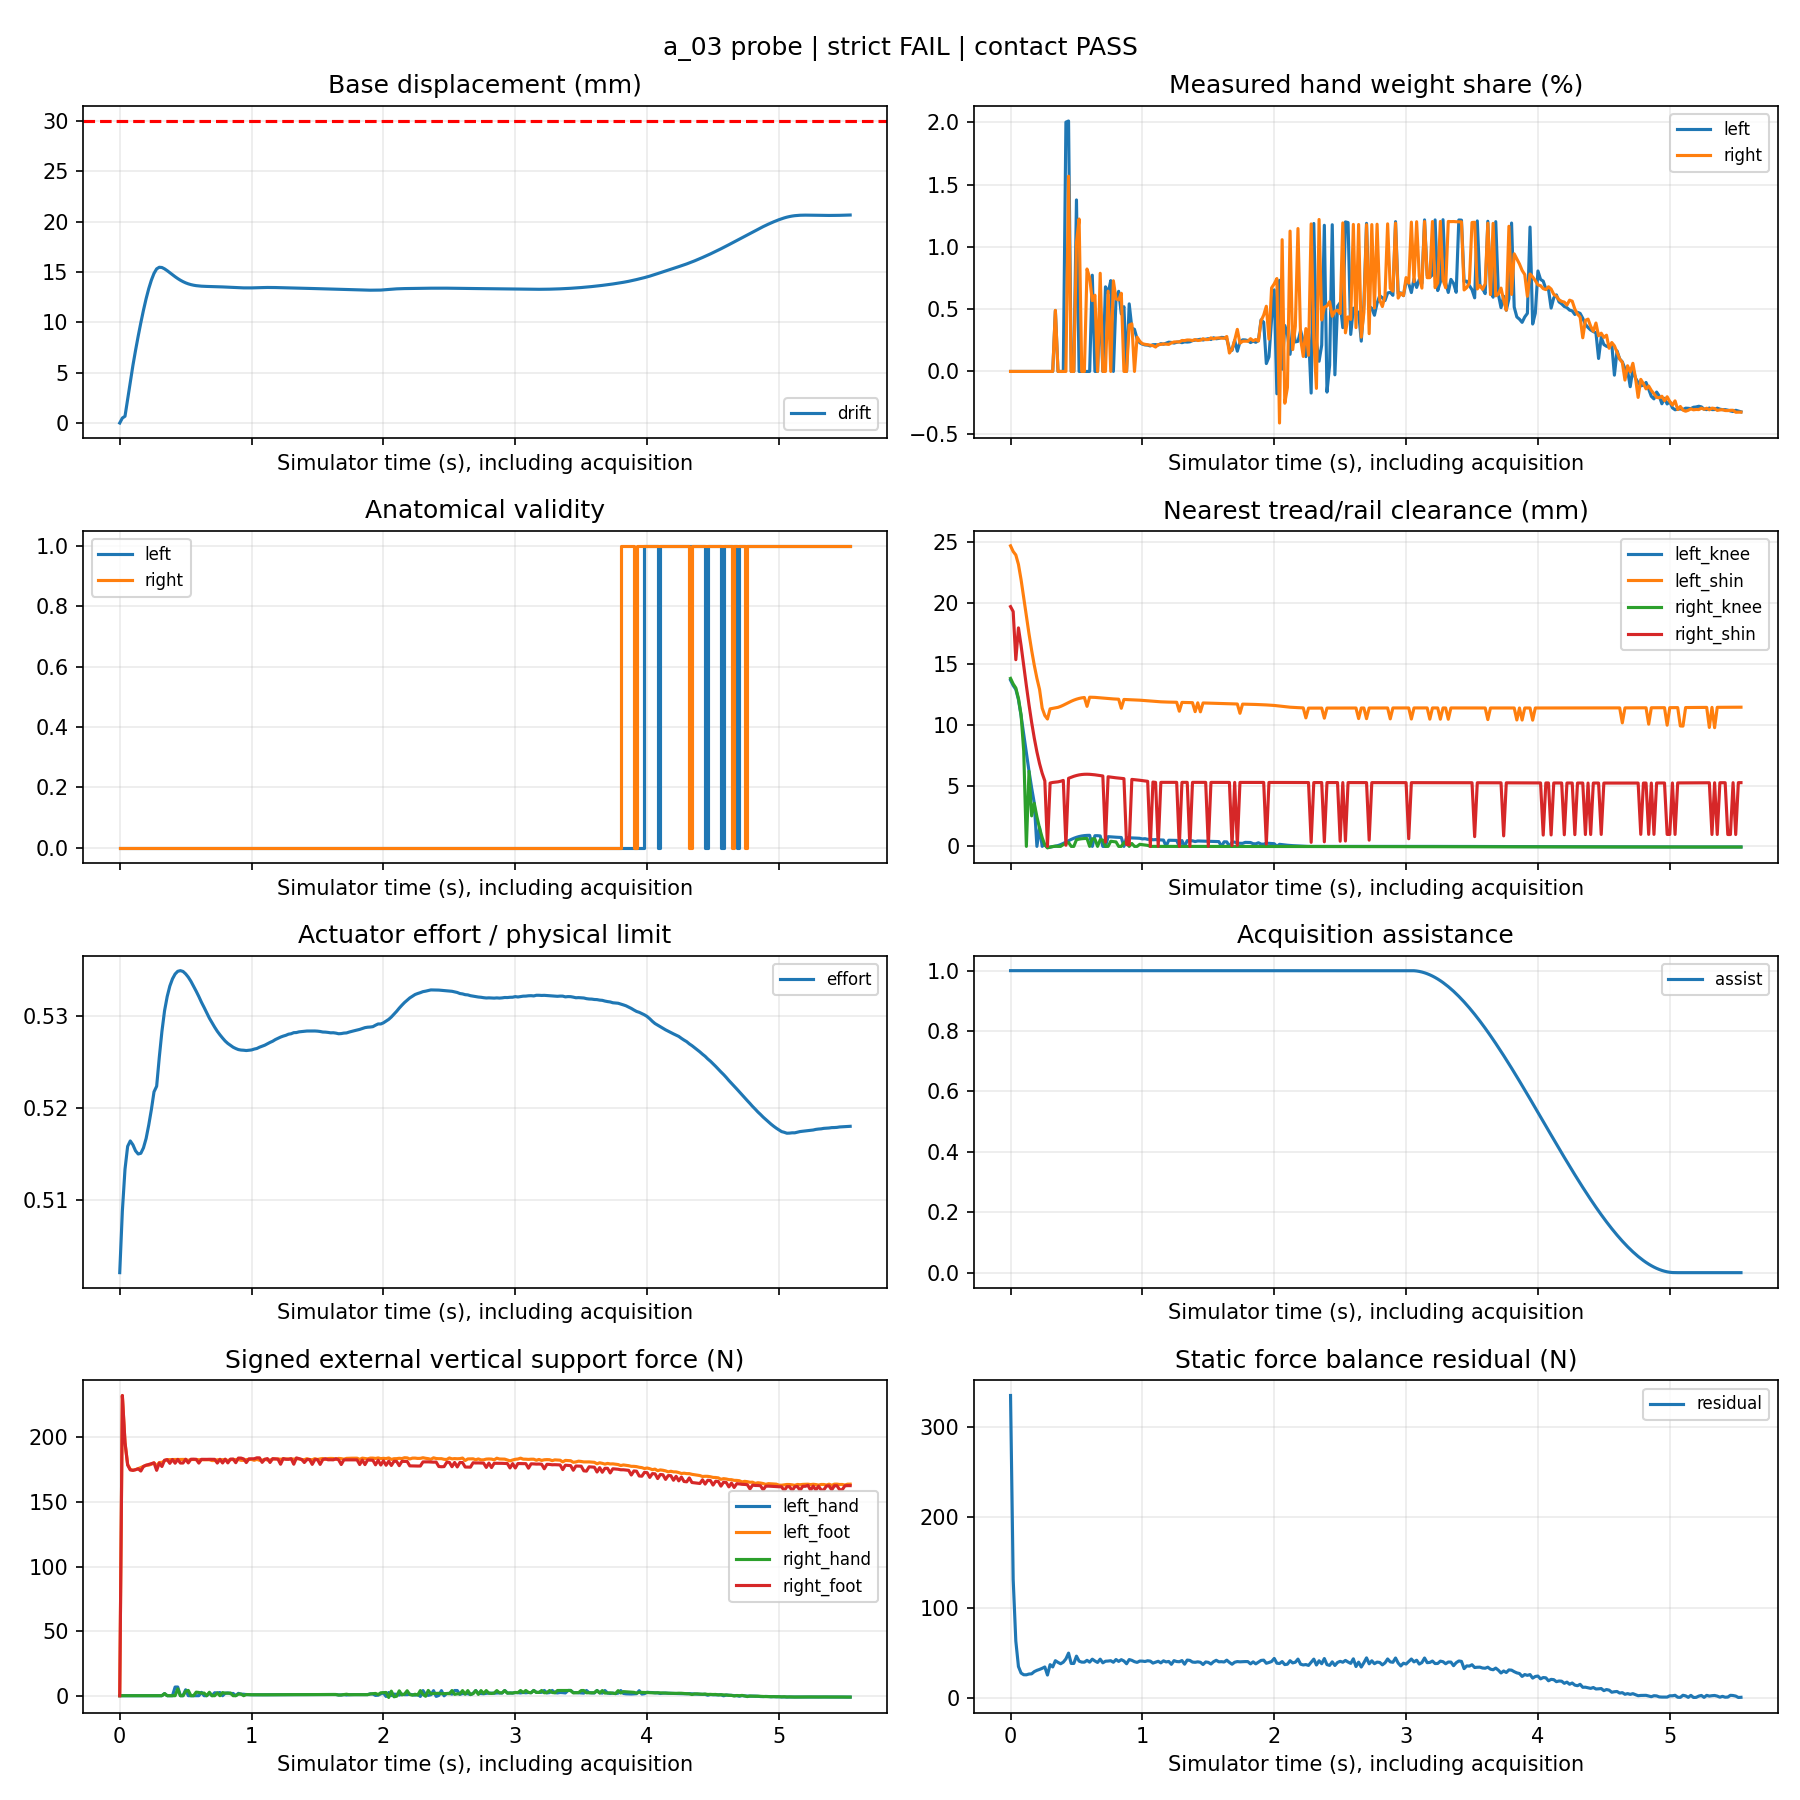 a_03 probe | strict FAIL | contact PASS
Base displacement (mm)
30
25
20
15
10
5
0
drift
Simulator time (s), including acquisition
Measured hand weight share (%)
2.0
1.5
1.0
0.5
0.0
−0.5
left
right
Simulator time (s), including acquisition
Anatomical validity
1.0
0.8
0.6
0.4
0.2
0.0
left
right
Simulator time (s), including acquisition
Nearest tread/rail clearance (mm)
25
20
15
10
5
0
left_knee
left_shin
right_knee
right_shin
Simulator time (s), including acquisition
Actuator effort / physical limit
0.53
0.52
0.51
effort
Simulator time (s), including acquisition
Acquisition assistance
1.0
0.8
0.6
0.4
0.2
0.0
assist
Simulator time (s), including acquisition
Signed external vertical support force (N)
200
150
100
50
0
left_hand
left_foot
right_hand
right_foot
0 1 2 3 4 5
Simulator time (s), including acquisition
Static force balance residual (N)
300
200
100
0
residual
0 1 2 3 4 5
Simulator time (s), including acquisition